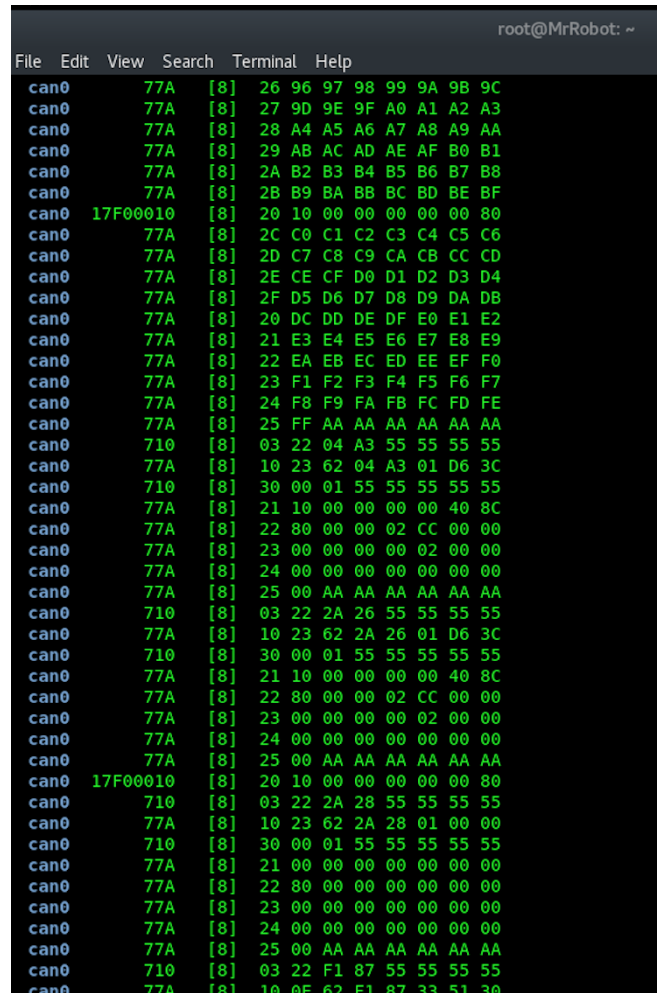 root@MrRobot: ~
File Edit View Search Terminal Help
can0 77A [8] 26 96 97 98 99 9A 9B 9C
can0 77A [8] 27 9D 9E 9F A0 A1 A2 A3
can0 77A [8] 28 A4 A5 A6 A7 A8 A9 AA
can0 77A [8] 29 AB AC AD AE AF B0 B1
can0 77A [8] 2A B2 B3 B4 B5 B6 B7 B8
can0 77A [8] 2B B9 BA BB BC BD BE BF
can0 17F00010 [8] 20 10 00 00 00 00 00 80
can0 77A [8] 2C C0 C1 C2 C3 C4 C5 C6
can0 77A [8] 2D C7 C8 C9 CA CB CC CD
can0 77A [8] 2E CE CF D0 D1 D2 D3 D4
can0 77A [8] 2F D5 D6 D7 D8 D9 DA DB
can0 77A [8] 20 DC DD DE DF E0 E1 E2
can0 77A [8] 21 E3 E4 E5 E6 E7 E8 E9
can0 77A [8] 22 EA EB EC ED EE EF F0
can0 77A [8] 23 F1 F2 F3 F4 F5 F6 F7
can0 77A [8] 24 F8 F9 FA FB FC FD FE
can0 77A [8] 25 FF AA AA AA AA AA AA
can0 710 [8] 03 22 04 A3 55 55 55 55
can0 77A [8] 10 23 62 04 A3 01 D6 3C
can0 710 [8] 30 00 01 55 55 55 55 55
can0 77A [8] 21 10 00 00 00 00 40 8C
can0 77A [8] 22 80 00 00 02 CC 00 00
can0 77A [8] 23 00 00 00 00 02 00 00
can0 77A [8] 24 00 00 00 00 00 00 00
can0 77A [8] 25 00 AA AA AA AA AA AA
can0 710 [8] 03 22 2A 26 55 55 55 55
can0 77A [8] 10 23 62 2A 26 01 D6 3C
can0 710 [8] 30 00 01 55 55 55 55 55
can0 77A [8] 21 10 00 00 00 00 40 8C
can0 77A [8] 22 80 00 00 02 CC 00 00
can0 77A [8] 23 00 00 00 00 02 00 00
can0 77A [8] 24 00 00 00 00 00 00 00
can0 77A [8] 25 00 AA AA AA AA AA AA
can0 17F00010 [8] 20 10 00 00 00 00 00 80
can0 710 [8] 03 22 2A 28 55 55 55 55
can0 77A [8] 10 23 62 2A 28 01 00 00
can0 710 [8] 30 00 01 55 55 55 55 55
can0 77A [8] 21 00 00 00 00 00 00 00
can0 77A [8] 22 80 00 00 00 00 00 00
can0 77A [8] 23 00 00 00 00 00 00 00
can0 77A [8] 24 00 00 00 00 00 00 00
can0 77A [8] 25 00 AA AA AA AA AA AA
can0 710 [8] 03 22 F1 87 55 55 55 55
can0 77A [8] 10 0E 62 F1 87 33 51 30